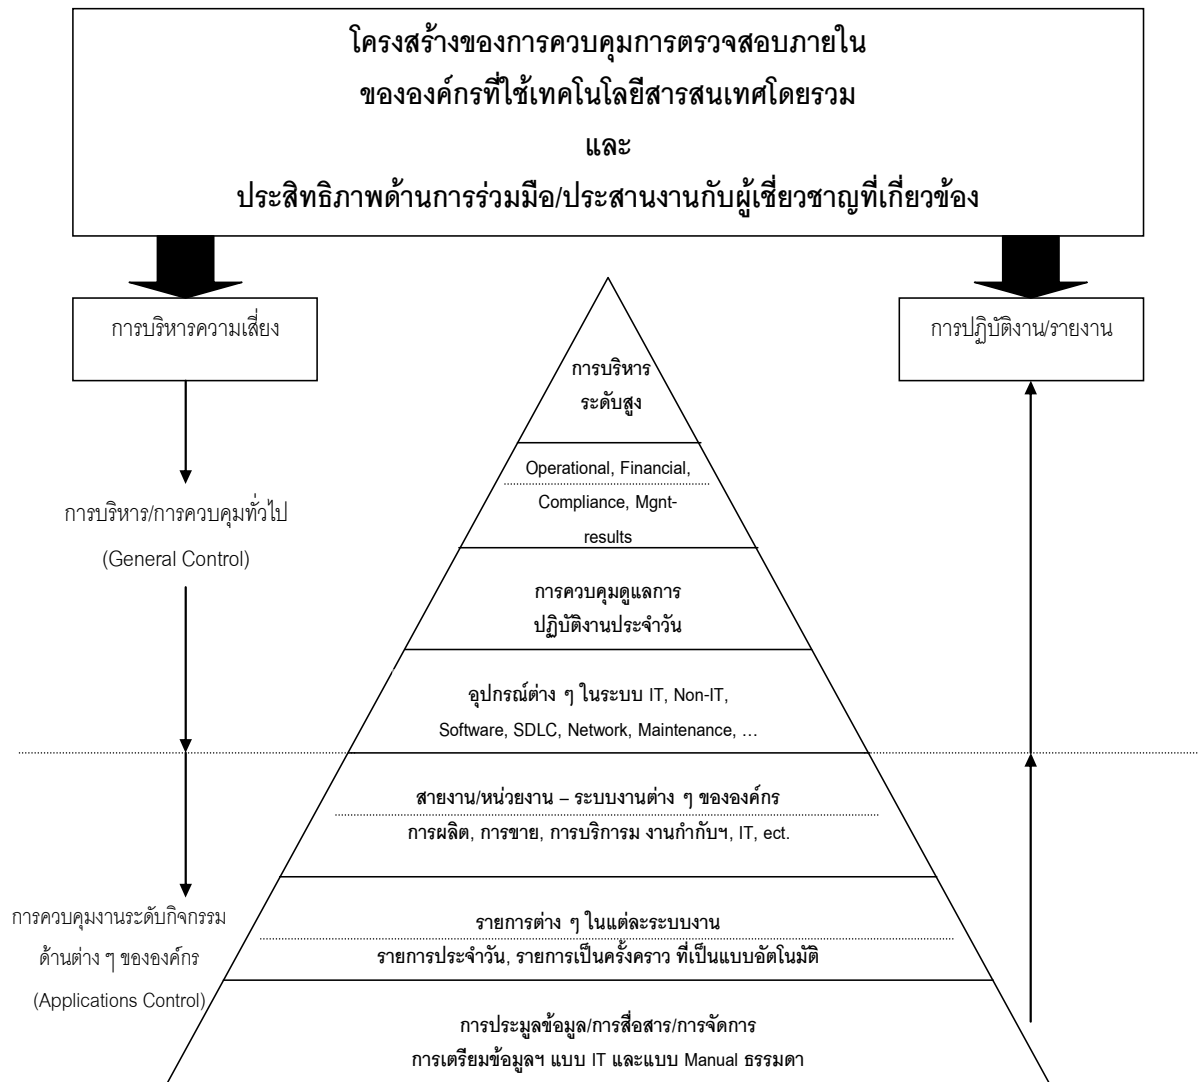 โครงสร้างของการควบคุมการตรวจสอบภายใน
ขององค์กรที่ใช้เทคโนโลยีสารสนเทศโดยรวม
และ
ประสิทธิภาพด้านการร่วมมือ/ประสานงานกับผู้เชี่ยวชาญที่เกี่ยวข้อง
การบริหารความเสี่ยง
การปฏิบัติงาน/รายงาน
การบริหาร
ระดับสูง
Operational, Financial,
Compliance, Mgnt-
results
การบริหาร/การควบคุมทั่วไป
(General Control)
การควบคุมดูแลการ
ปฏิบัติงานประจำวัน
อุปกรณ์ต่าง ๆ ในระบบ IT, Non-IT,
Software, SDLC, Network, Maintenance, …
สายงาน/หน่วยงาน – ระบบงานต่าง ๆ ขององค์กร
การผลิต, การขาย, การบริการม งานกำกับฯ, IT, ect.
การควบคุมงานระดับกิจกรรม
ด้านต่าง ๆ ขององค์กร
(Applications Control)
รายการต่าง ๆ ในแต่ละระบบงาน
รายการประจำวัน, รายการเป็นครั้งคราว ที่เป็นแบบอัตโนมัติ
การประมูลข้อมูล/การสื่อสาร/การจัดการ
การเตรียมข้อมูลฯ แบบ IT และแบบ Manual ธรรมดา